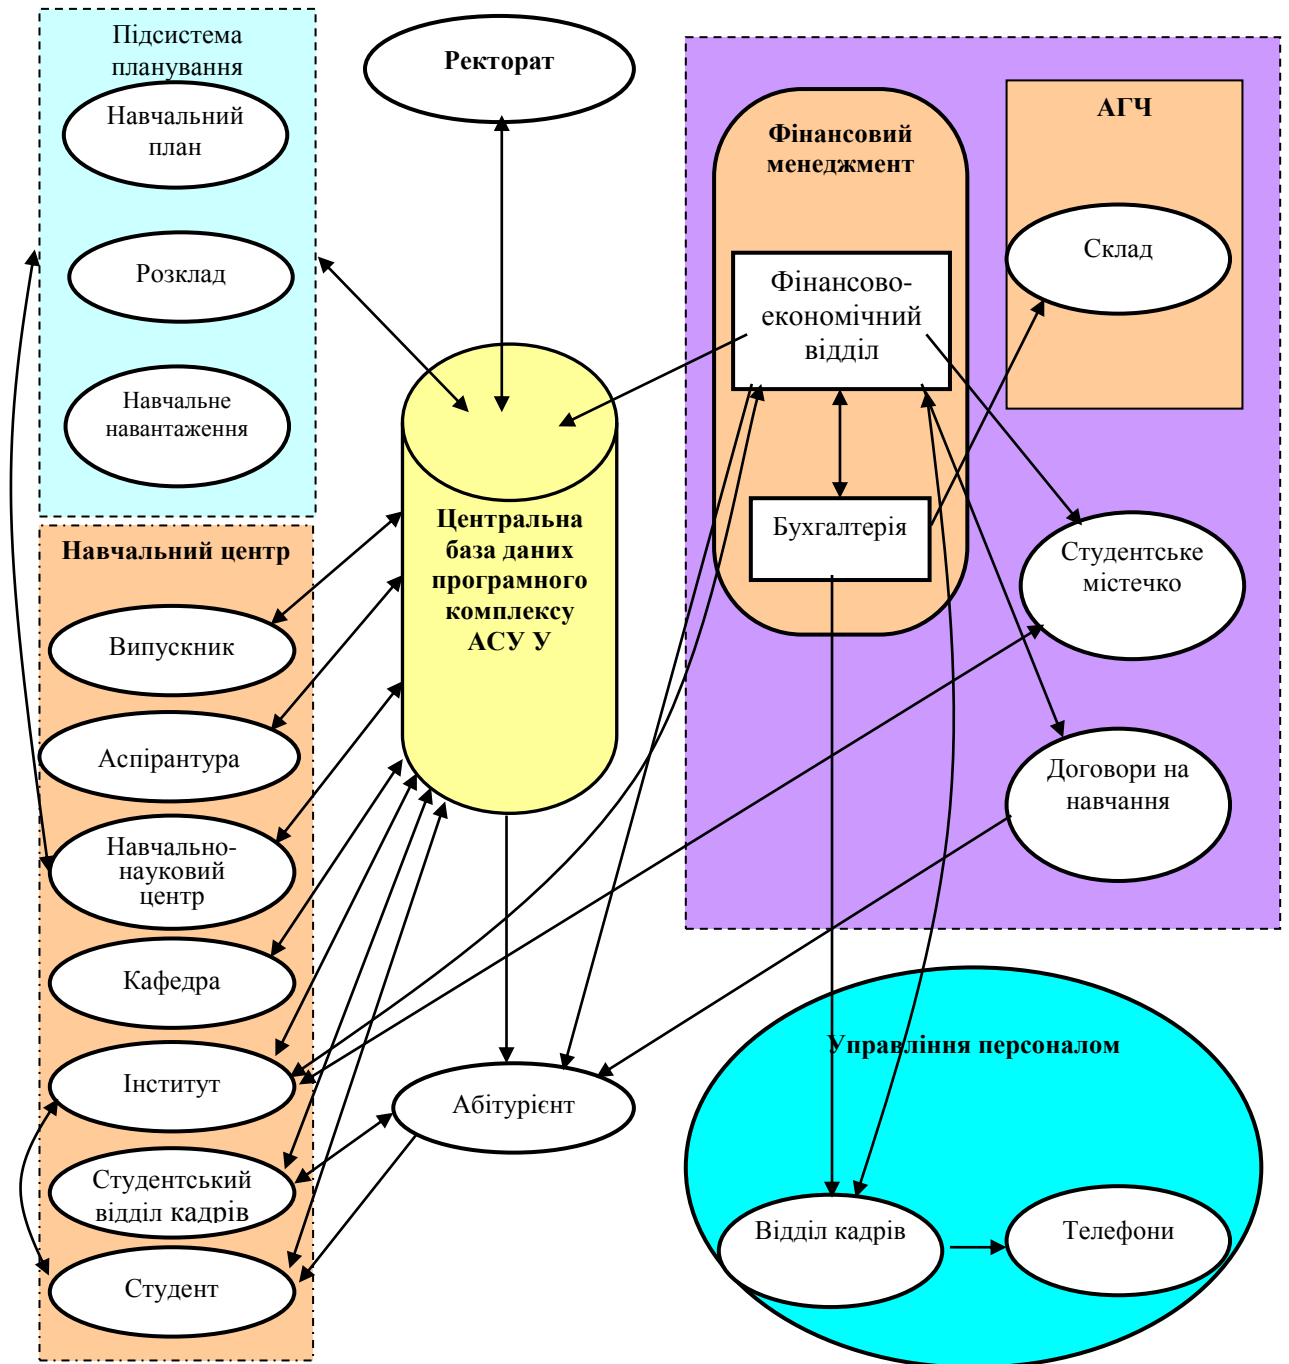 Підсистема
планування
Навчальний
план
Розклад
Навчальне
навантаження
Ректорат
Фінансовий
менеджмент
Фінансово-
економічний
відділ
Бухгалтерія
АГЧ
Склад
Студентське
містечко
Договори на
навчання
Центральна
база даних
програмного
комплексу
АСУ У
Навчальний центр
Випускник
Аспірантура
Навчально-
науковий
центр
Кафедра
Інститут
Студентський
відділ кадрів
Студент
Абітурієнт
Управління персоналом
Відділ кадрів
Телефони